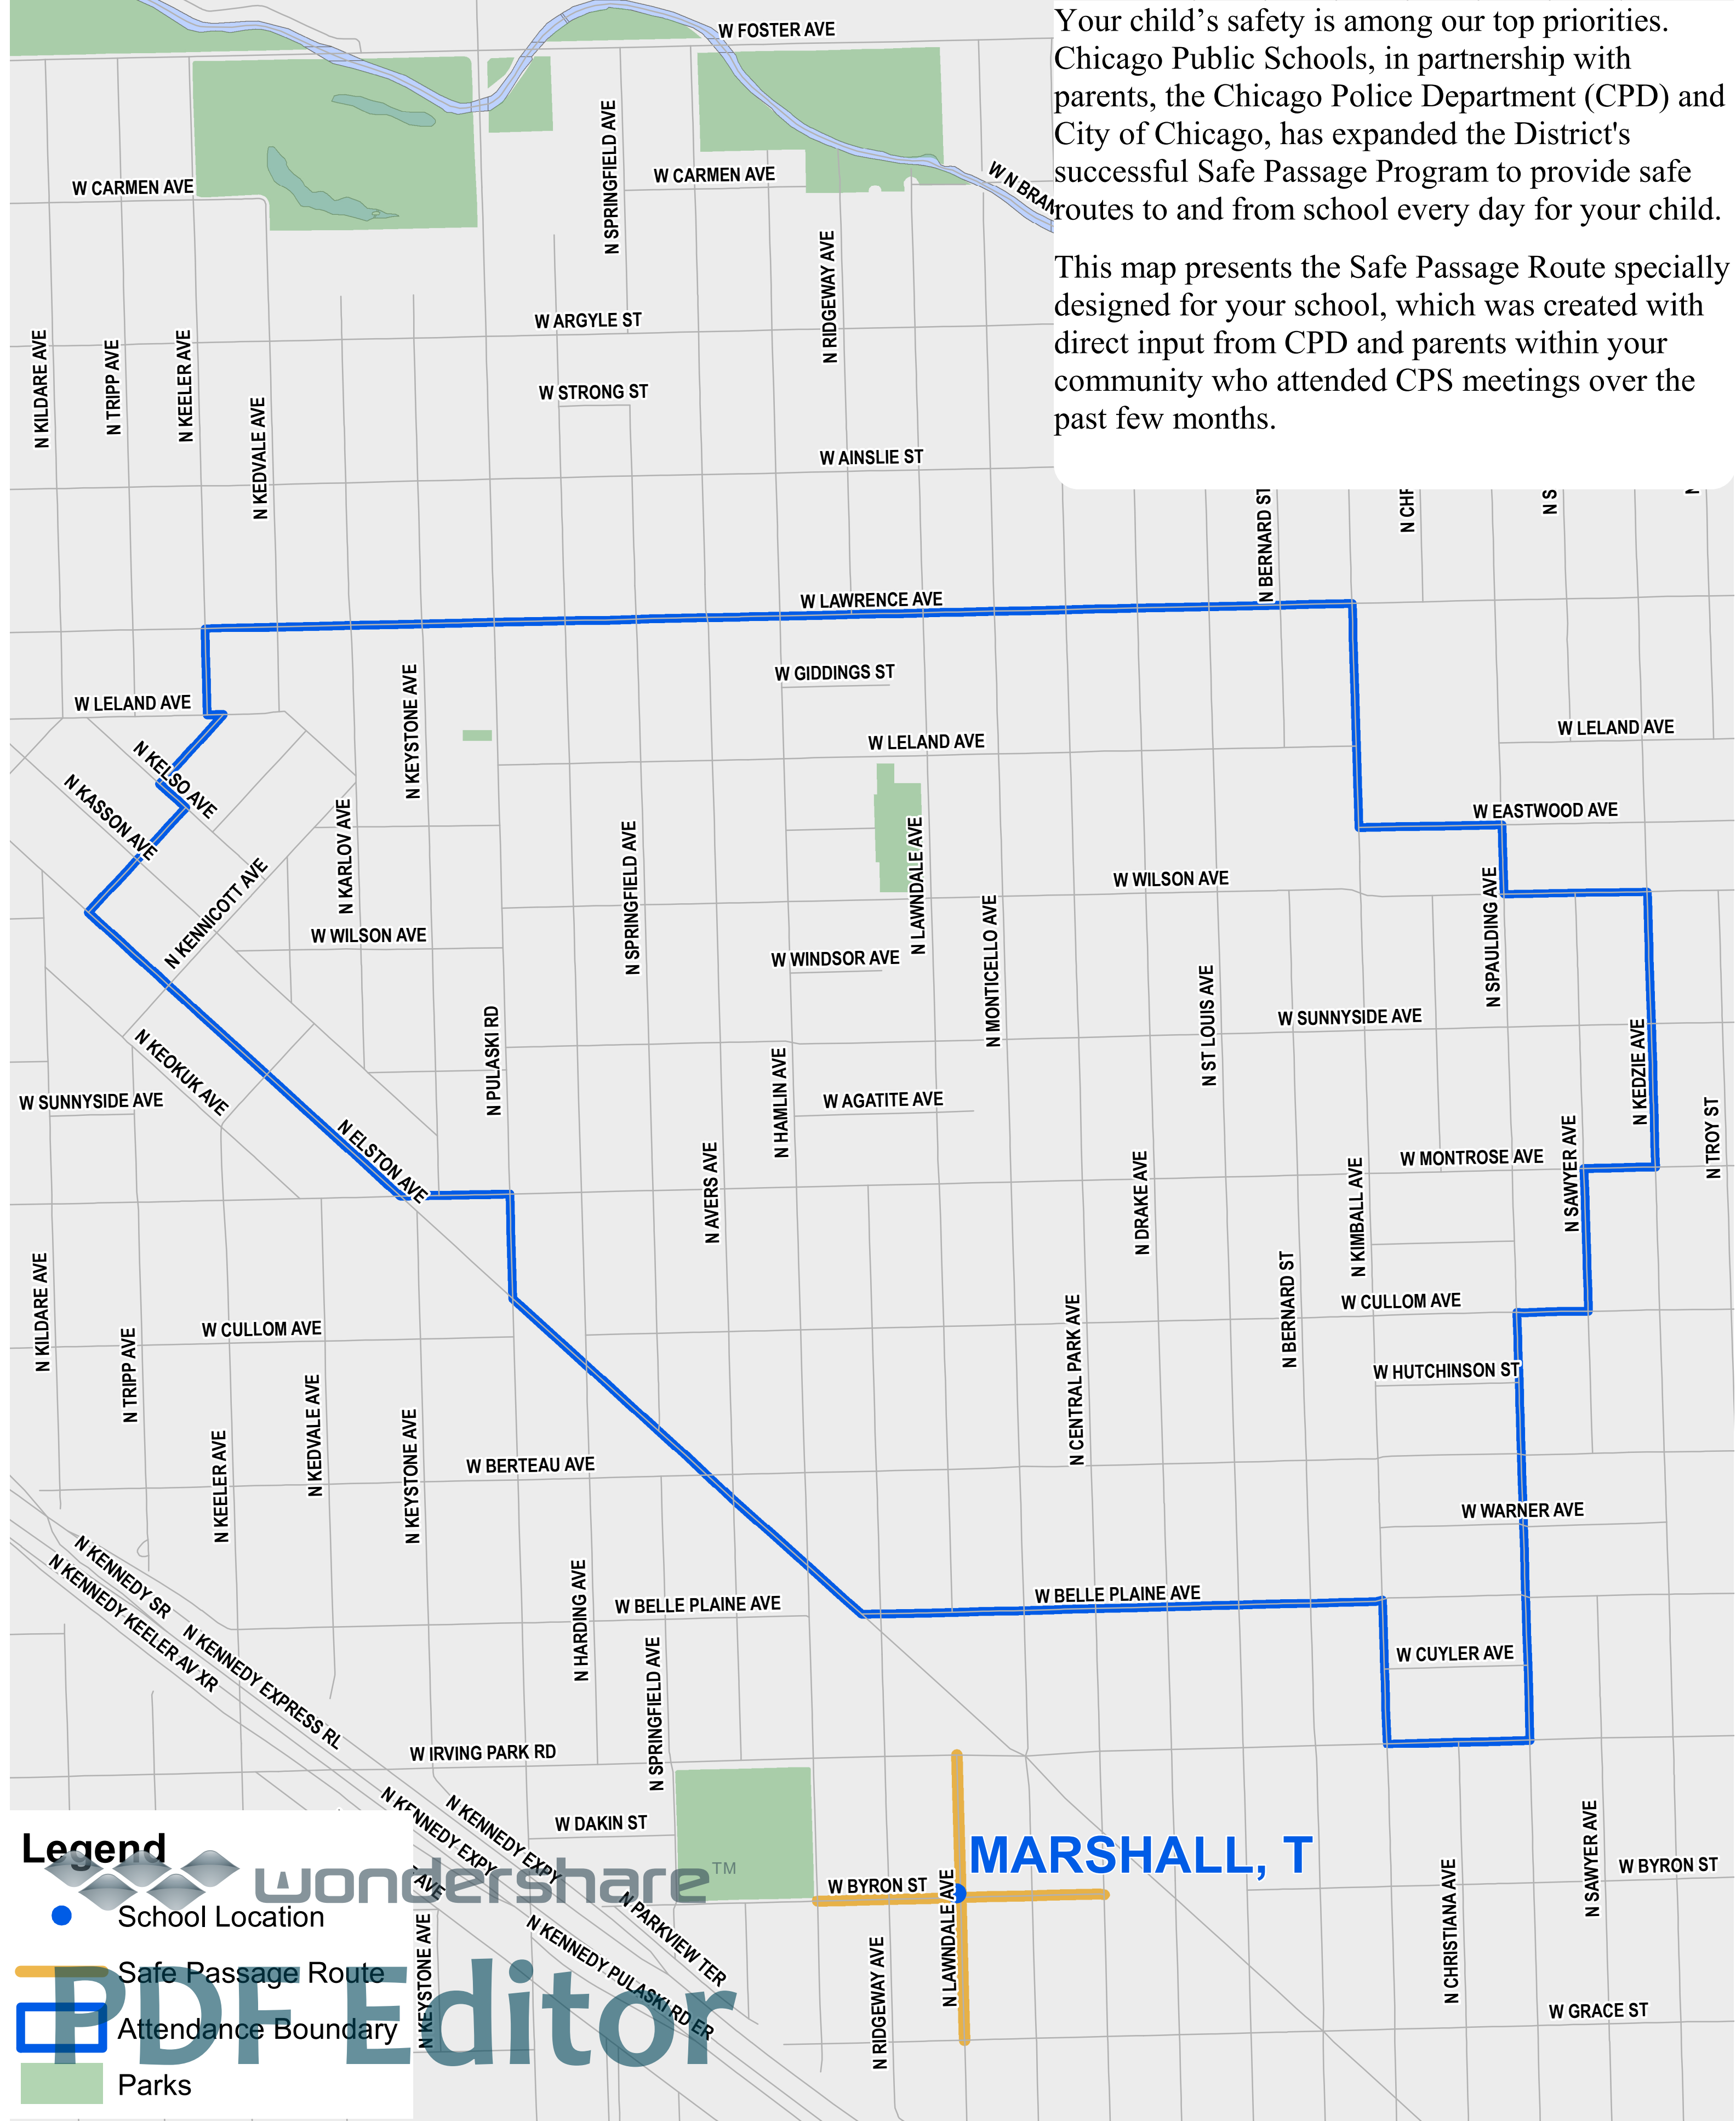 Your child’s safety is among our top priorities.
Chicago Public Schools, in partnership with
parents, the Chicago Police Department (CPD) and
City of Chicago, has expanded the District's
successful Safe Passage Program to provide safe
routes to and from school every day for your child.
This map presents the Safe Passage Route specially
designed for your school, which was created with
direct input from CPD and parents within your
community who attended CPS meetings over the
past few months.
W FOSTER AVE
N SPRINGFIELD AVE
W CARMEN AVE
W CARMEN AVE
W N BRAN
N RIDGEWAY AVE
W ARGYLE ST
N KILDARE AVE
N TRIPP AVE
N KEELER AVE
N KEDVALE AVE
W STRONG ST
W AINSLIE ST
N BERNARD ST
N CHR
N S
N
W LAWRENCE AVE
W GIDDINGS ST
W LELAND AVE
N KEYSTONE AVE
W LELAND AVE
W LELAND AVE
N KELSO AVE
N KASSON AVE
N KARLOV AVE
N KENNICOTT AVE
N SPRINGFIELD AVE
N LAWNDALE AVE
W EASTWOOD AVE
W WILSON AVE
N SPAULDING AVE
W WILSON AVE
W WINDSOR AVE
N MONTICELLO AVE
N ST LOUIS AVE
W SUNNYSIDE AVE
N KEDZIE AVE
N PULASKI RD
N KEOKUK AVE
N HAMLIN AVE
W SUNNYSIDE AVE
W AGATITE AVE
N TROY ST
N ELSTON AVE
N AVERS AVE
N DRAKE AVE
N KIMBALL AVE
W MONTROSE AVE
N SAWYER AVE
N KILDARE AVE
N TRIPP AVE
W CULLOM AVE
N CENTRAL PARK AVE
N BERNARD ST
W CULLOM AVE
W HUTCHINSON ST
N KEELER AVE
N KEDVALE AVE
N KEYSTONE AVE
W BERTEAU AVE
W WARNER AVE
N KENNEDY SR
N KENNEDY KEELER AV XR
N KENNEDY EXPRESS RL
N HARDING AVE
W BELLE PLAINE AVE
W BELLE PLAINE AVE
N SPRINGFIELD AVE
W CUYLER AVE
W IRVING PARK RD
N KENNEDY EXPY
N KENNEDY EXPY
W DAKIN ST
MARSHALL, T
W BYRON ST
N LAWNDALE AVE
N CHRISTIANA AVE
N SAWYER AVE
W BYRON ST
AVE
N KEYSTONE AVE
N PARKVIEW TER
N KENNEDY PULASKI RD ER
N RIDGEWAY AVE
W GRACE ST
Legend
wondershare™
School Location
Safe Passage Route
PDF Editor
Attendance Boundary
Parks